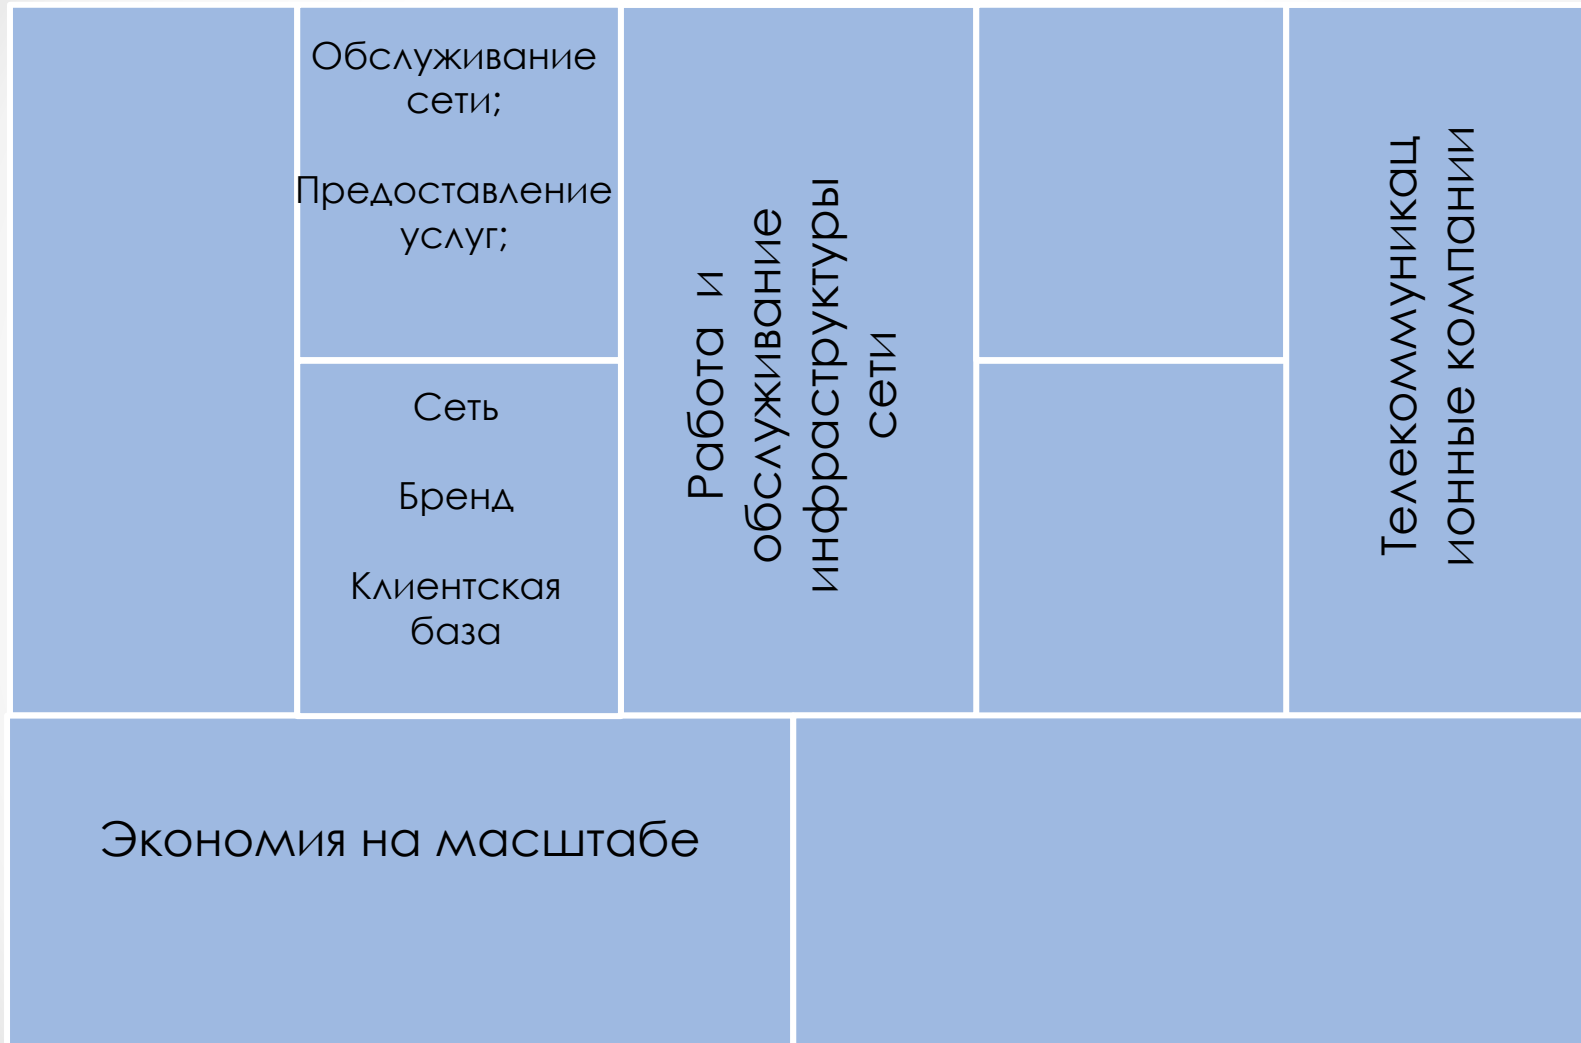 Обслуживание
сети;
Предоставление
услуг;
Сеть
Бренд
Клиентская
база
Работа и
обслуживание
инфраструктуры
сети
Телекоммуникац
ионные компании
Экономия на масштабе